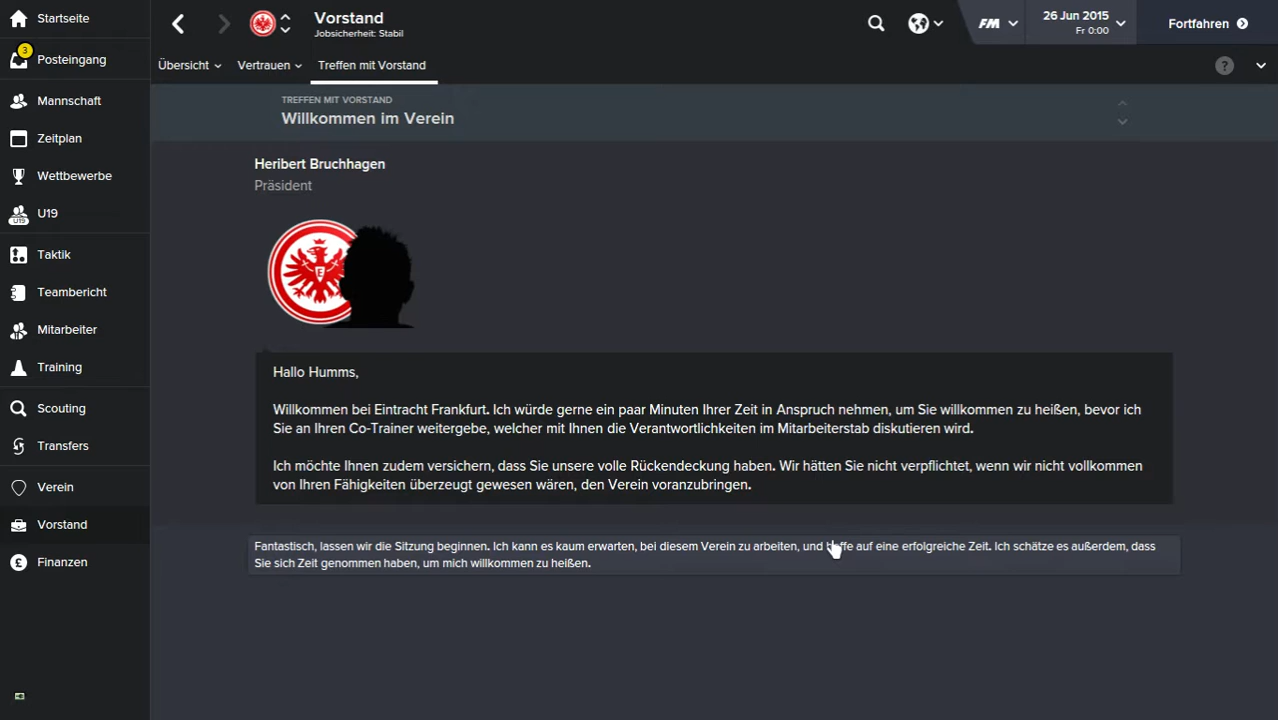 Startseite
3
Posteingang
Mannschaft
Zeitplan
Wettbewerbe
U19
U19
Taktik
Teambericht
Mitarbeiter
Training
Scouting
Transfers
Verein
Vorstand
Finanzen
Vorstand
Jobsicherheit: Stabil
FM
26 Jun 2015
Fr 0:00
Fortfahren
Übersicht
Vertrauen
Treffen mit Vorstand
?
TREFFEN MIT VORSTAND
Willkommen im Verein
Heribert Bruchhagen
Präsident
Hallo Humms,
Willkommen bei Eintracht Frankfurt. Ich würde gerne ein paar Minuten Ihrer Zeit in Anspruch nehmen, um Sie willkommen zu heißen, bevor ich
Sie an Ihren Co-Trainer weitergebe, welcher mit Ihnen die Verantwortlichkeiten im Mitarbeiterstab diskutieren wird.
Ich möchte Ihnen zudem versichern, dass Sie unsere volle Rückendeckung haben. Wir hätten Sie nicht verpflichtet, wenn wir nicht vollkommen
von Ihren Fähigkeiten überzeugt gewesen wären, den Verein voranzubringen.
Fantastisch, lassen wir die Sitzung beginnen. Ich kann es kaum erwarten, bei diesem Verein zu arbeiten, und hoffe auf eine erfolgreiche Zeit. Ich schätze es außerdem, dass
Sie sich Zeit genommen haben, um mich willkommen zu heißen.